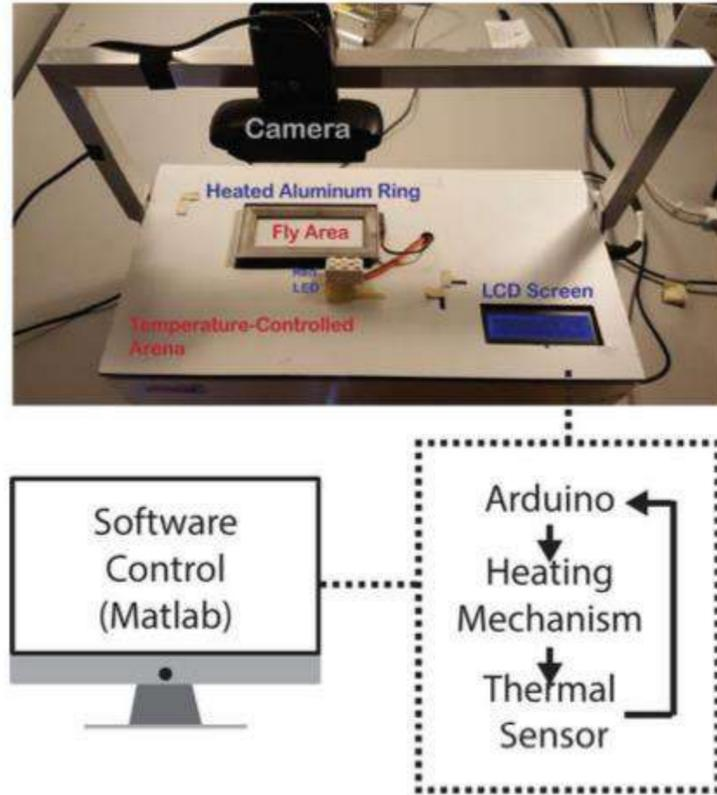 Camera
Heated Aluminum Ring
Fly Area
LED
LCD Screen
Temperature-Controlled
Arena
Software
Control
(Matlab)
Arduino
Heating
Mechanism
Thermal
Sensor